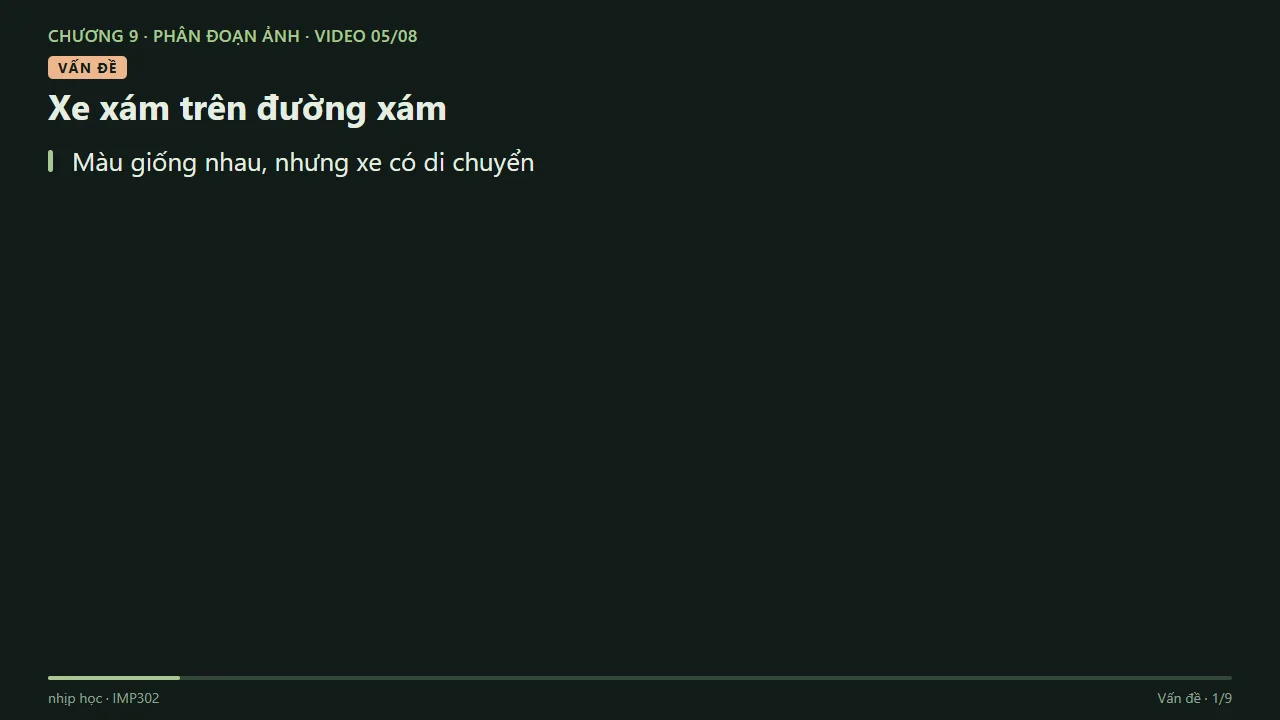 CHƯƠNG 9 · PHÂN ĐOẠN ẢNH · VIDEO 05/08
VẤN ĐỀ
Xe xám trên đường xám
Màu giống nhau, nhưng xe có di chuyển
nhịp học · IMP302
Vấn đề · 1/9